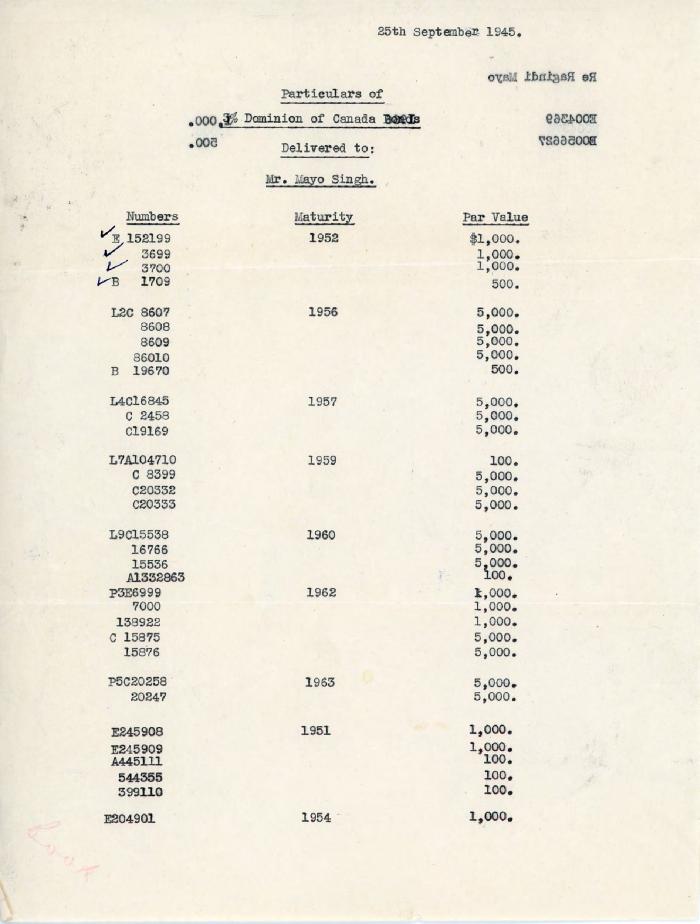 25th September 1945.
Re Ragindi Mayo
Particulars of
.000, 3% Dominion of Canada Bonds E004369
.005 E005627
Delivered to:
Mr. Mayo Singh.
Numbers Maturity Par Value
E 152199 1952 $1,000.
3699 1,000.
3700 1,000.
B 1709 500.
L2C 8607 1956 5,000.
8608 5,000.
8609 5,000.
86010 5,000.
B 19670 500.
L4C16845 1957 5,000.
C 2458 5,000.
C19169 5,000.
L7A104710 1959 100.
C 8399 5,000.
C20332 5,000.
C20333 5,000.
L9C15538 1960 5,000.
16766 5,000.
15536 5,000.
A1332863 100.
P3E6999 1962 1,000.
7000 1,000.
138922 1,000.
C 15875 5,000.
15876 5,000.
P5C20258 1963 5,000.
20247 5,000.
E245908 1951 1,000.
E245909 1,000.
A445111 100.
544355 100.
399110 100.
E204901 1954 1,000.